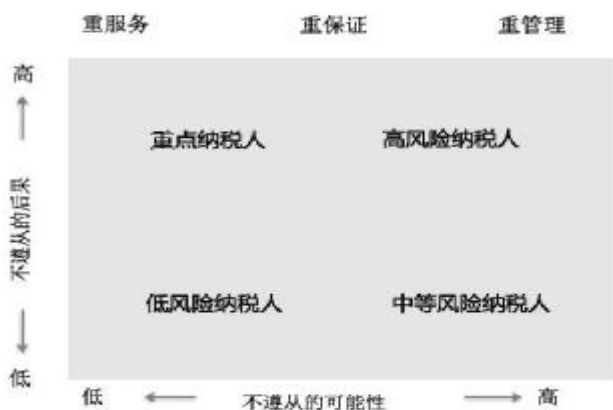 重服务 重保证 重管理
高
重点纳税人 高风险纳税人
不遵从的后果
低风险纳税人 中等风险纳税人
低
低 不遵从的可能性 高